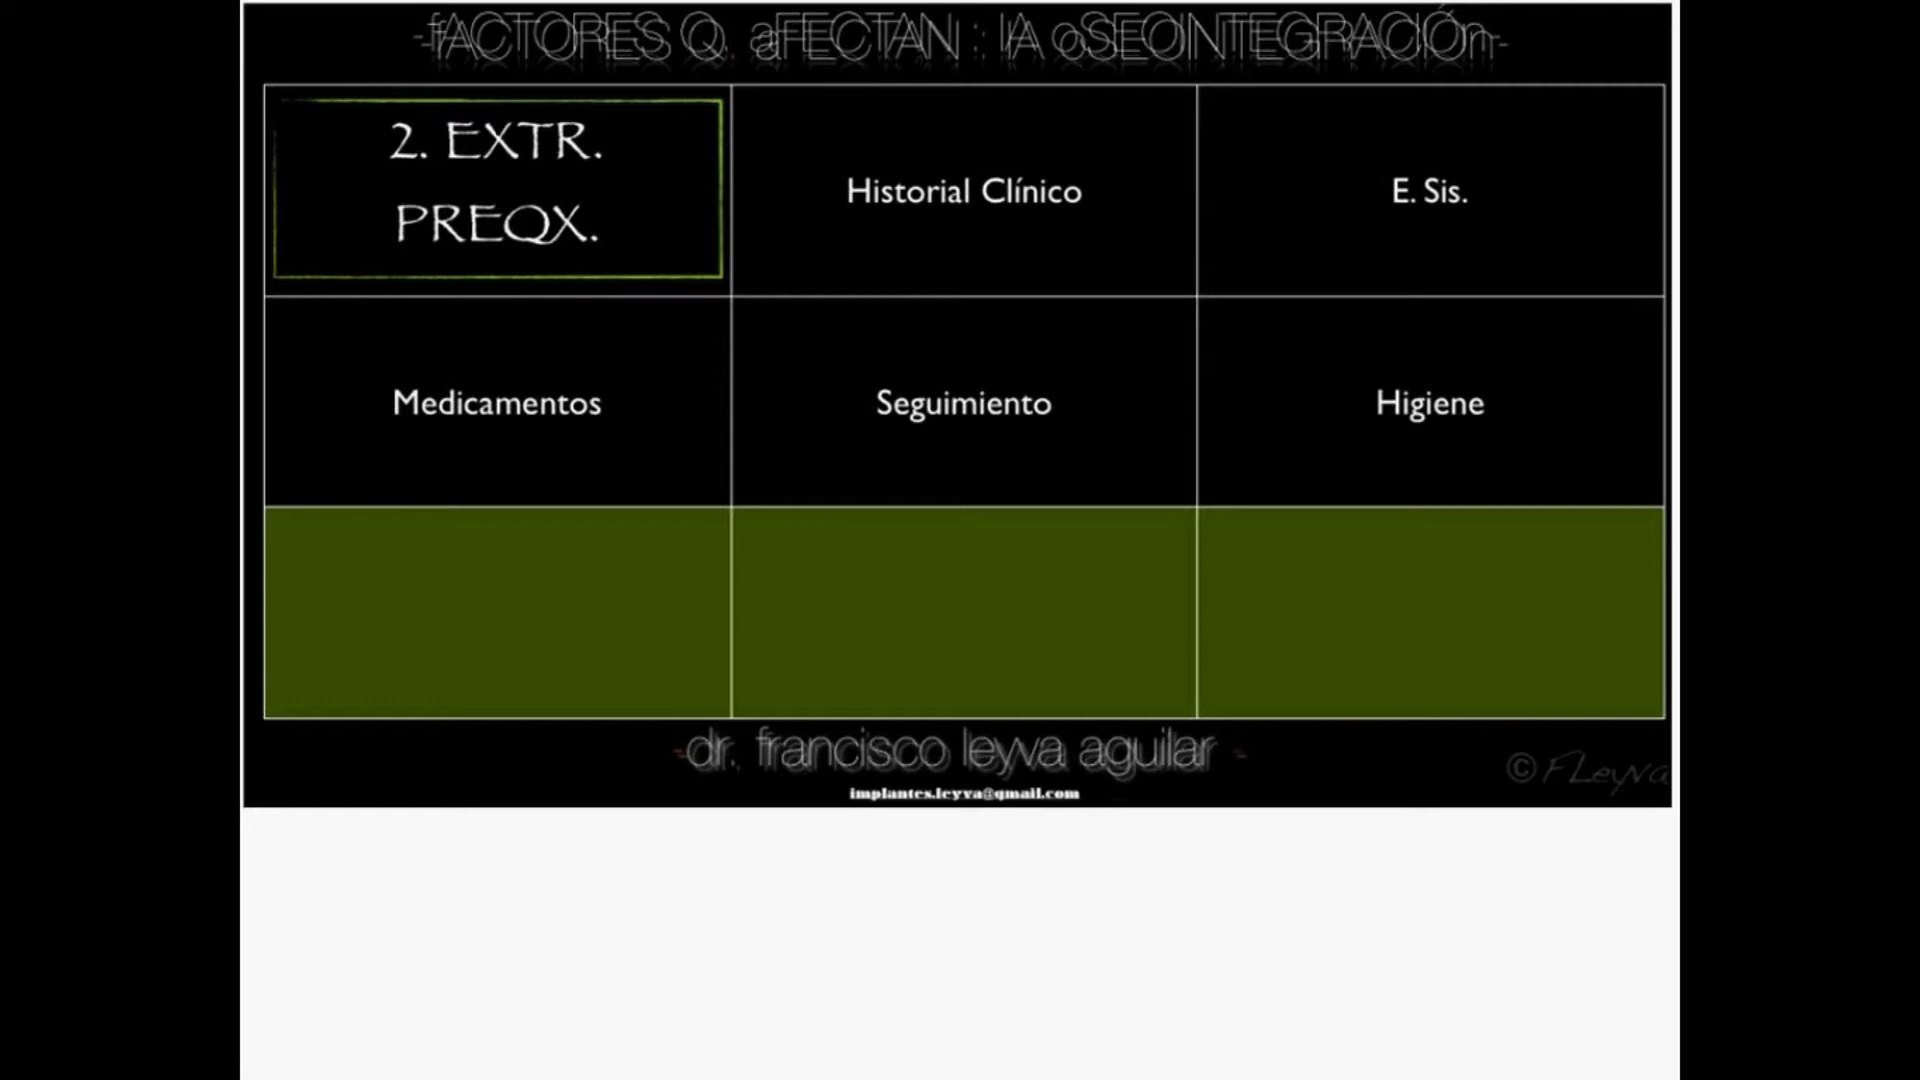 -fACTORES Q. aFECTAN : lA oSEOINTEGRACIÓn-
2. EXTR.
PREQX.
Historial Clínico
E. Sis.
Medicamentos
Seguimiento
Higiene
-dr. francisco leyva aguilar -
implantes.leyva@gmail.com
© FLeyva